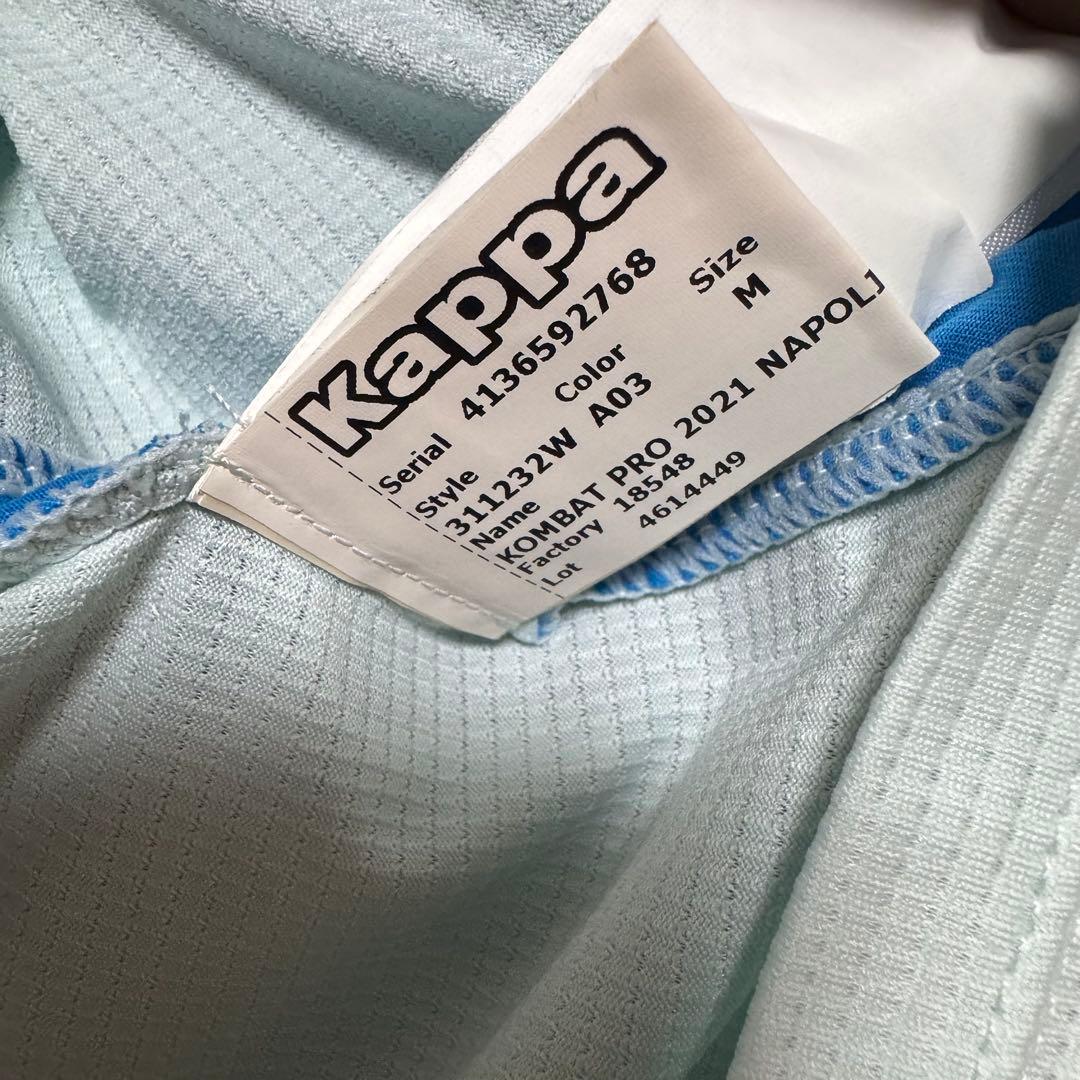 Kappa
Serial 4136592768
Style Color Size
311232W A03 M
Name
KOMBAT PRO 2021 NAPOLI
Factory 18548
Lot 4614449